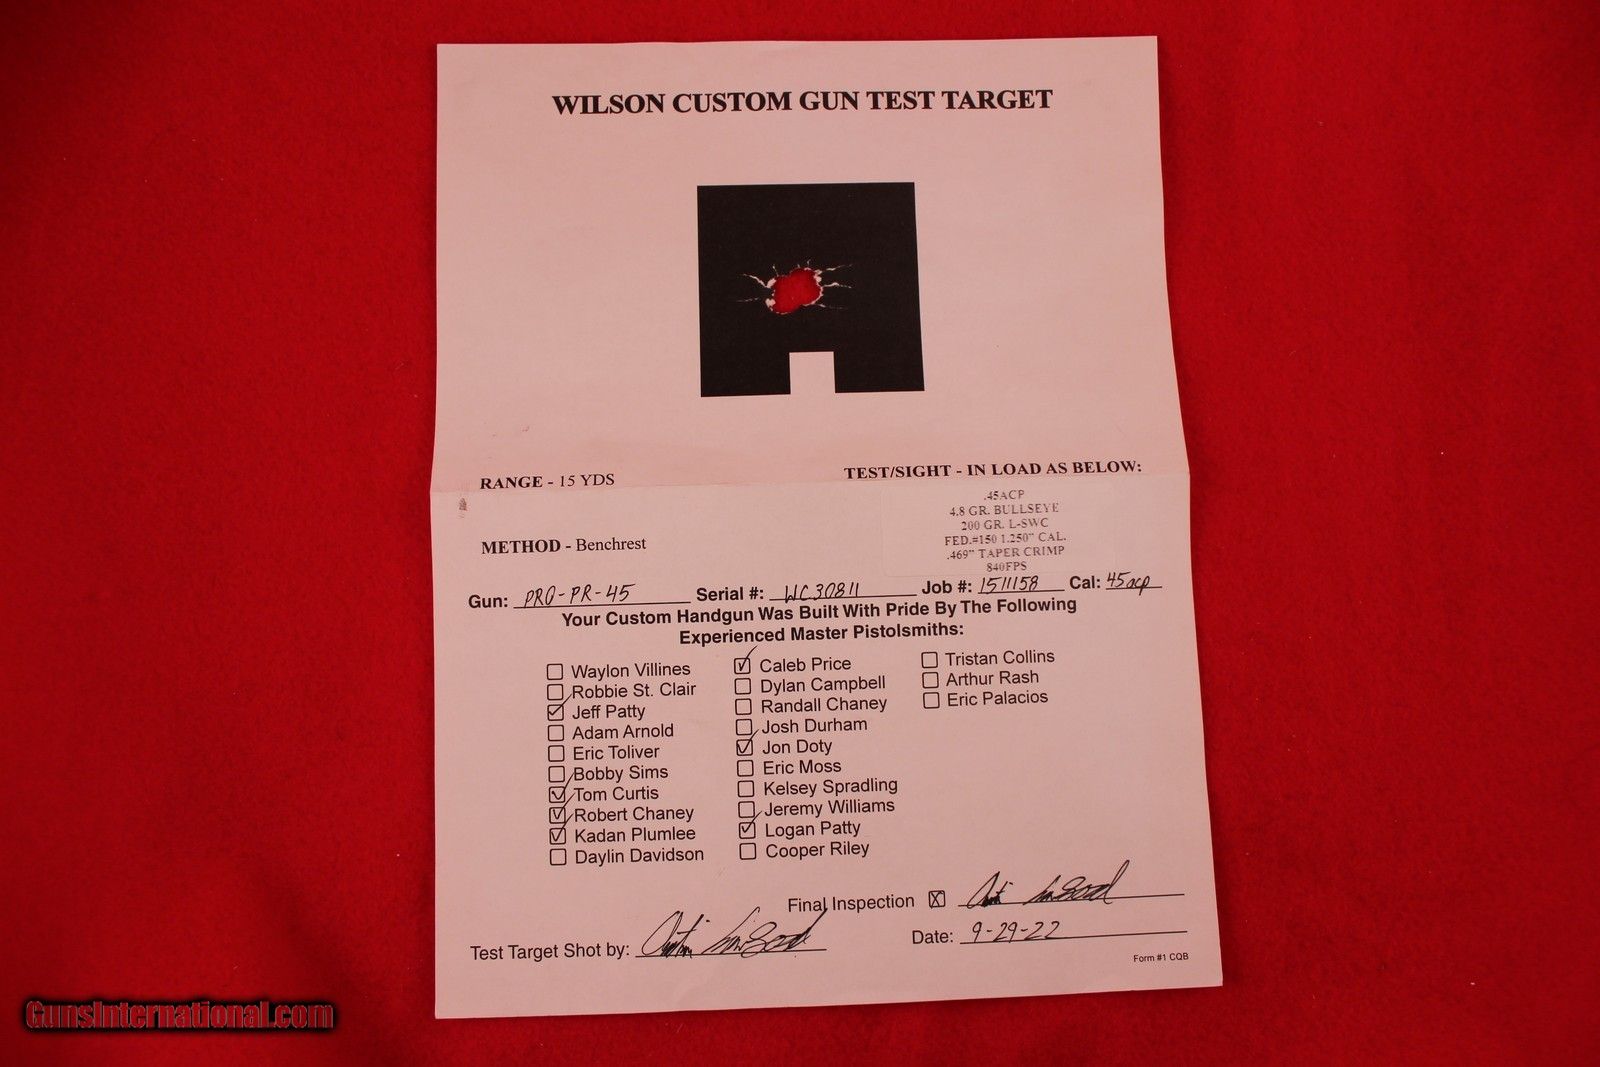 WILSON CUSTOM GUN TEST TARGET
RANGE - 15 YDS
TEST/SIGHT - IN LOAD AS BELOW:
.45ACP
4.8 GR. BULLSEYE
200 GR. L-SWC
FED.#150 1.250" CAL.
.469" TAPER CRIMP
840FPS
METHOD - Benchrest
Gun: PRO-PR-45 Serial #: WC30811 Job #: 1511158 Cal: 45acp
Your Custom Handgun Was Built With Pride By The Following
Experienced Master Pistolsmiths:
Waylon Villines
Robbie St. Clair
Jeff Patty
Adam Arnold
Eric Toliver
Bobby Sims
Tom Curtis
Robert Chaney
Kadan Plumlee
Daylin Davidson
Caleb Price
Dylan Campbell
Randall Chaney
Josh Durham
Jon Doty
Eric Moss
Kelsey Spradling
Jeremy Williams
Logan Patty
Cooper Riley
Tristan Collins
Arthur Rash
Eric Palacios
Final Inspection
Test Target Shot by:
Date: 9-29-22
Form #1 CQB
GunsInternational.com